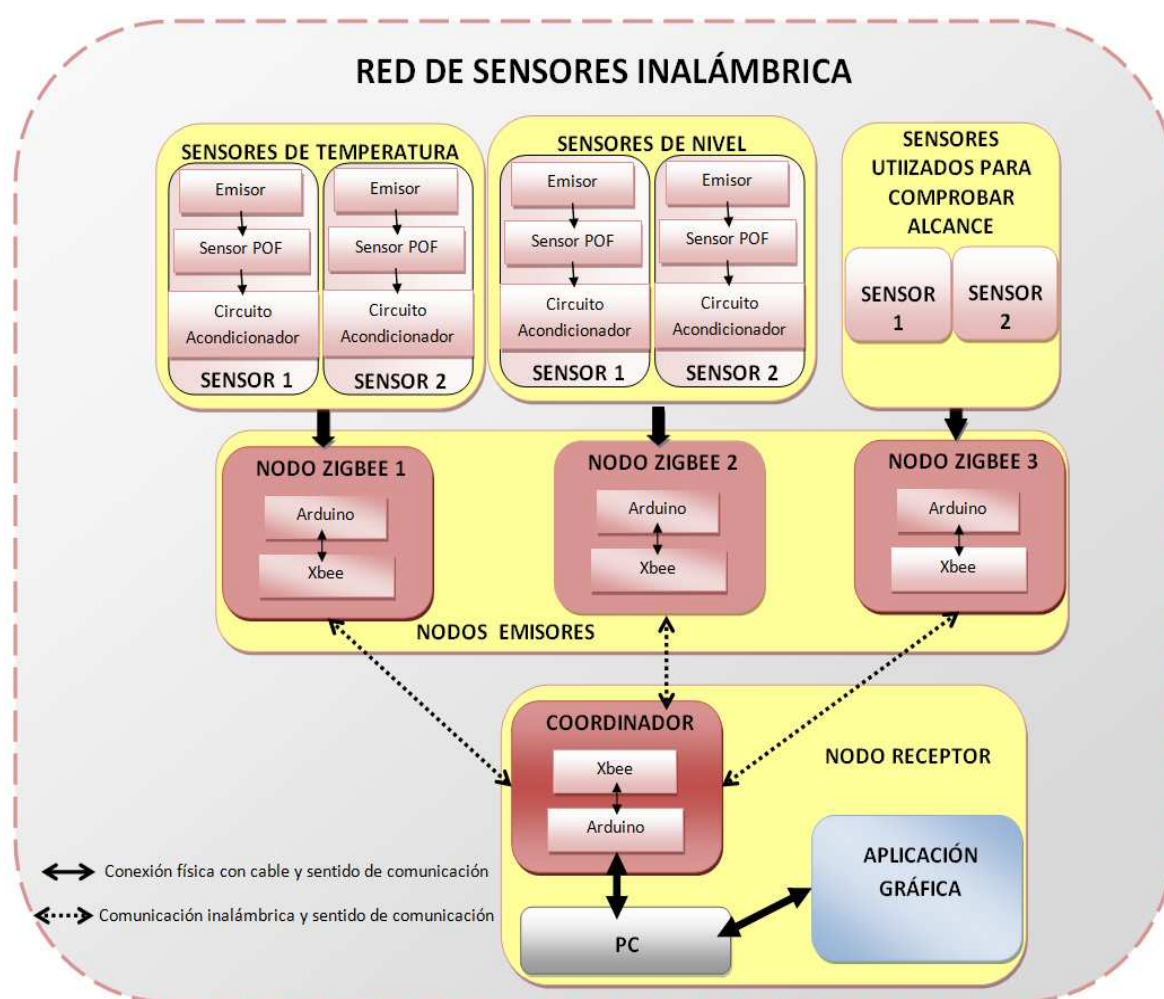 RED DE SENSORES INALÁMBRICA
SENSORES DE TEMPERATURA
Emisor
Sensor POF
Circuito
Acondicionador
SENSOR 1
Emisor
Sensor POF
Circuito
Acondicionador
SENSOR 2
SENSORES DE NIVEL
Emisor
Sensor POF
Circuito
Acondicionador
SENSOR 1
Emisor
Sensor POF
Circuito
Acondicionador
SENSOR 2
SENSORES
UTIIZADOS PARA
COMPROBAR
ALCANCE
SENSOR
1
SENSOR
2
NODO ZIGBEE 1
Arduino
Xbee
NODO ZIGBEE 2
Arduino
Xbee
NODO ZIGBEE 3
Arduino
Xbee
NODOS EMISORES
COORDINADOR
Xbee
Arduino
NODO RECEPTOR
APLICACIÓN
GRÁFICA
PC
Conexión física con cable y sentido de comunicación
Comunicación inalámbrica y sentido de comunicación